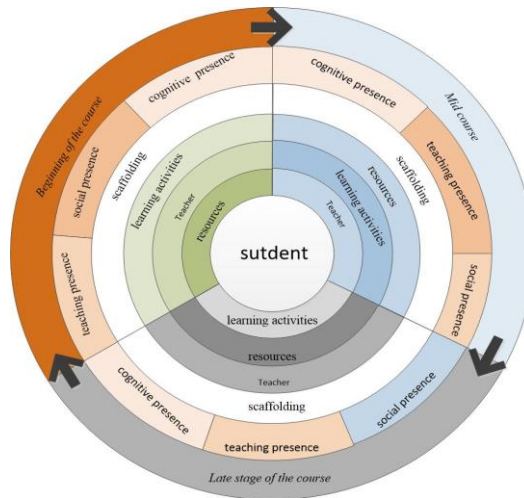 Beginning of the course
cognitive presence
social presence
teaching presence
scaffolding
learning activities
Teacher
resources
Mid course
cognitive presence
teaching presence
social presence
scaffolding
resources
learning activities
Teacher
sutdent
learning activities
resources
Teacher
scaffolding
cognitive presence
teaching presence
social presence
Late stage of the course